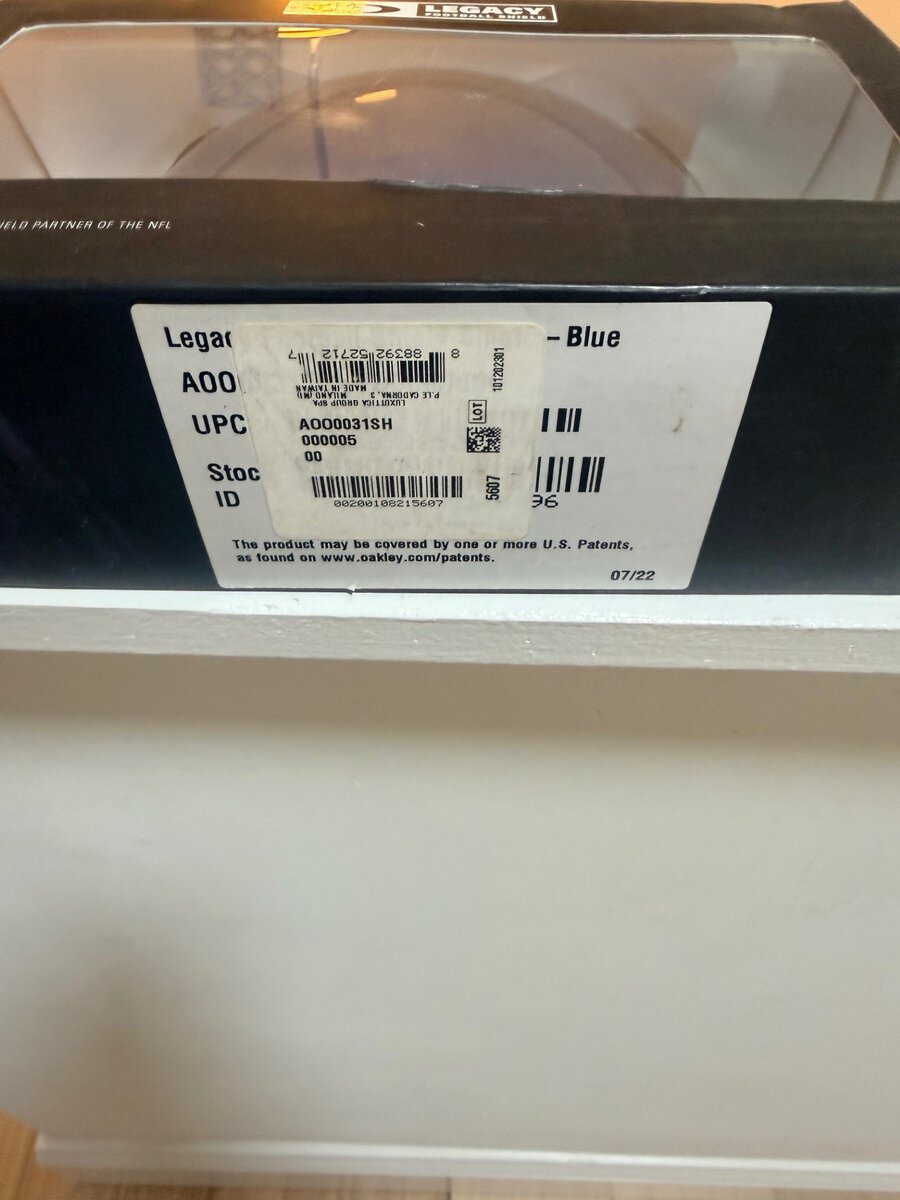 LEGACY
FOOTBALL SHIELD
IELD PARTNER OF THE NFL
Legac
– Blue
AOO
UPC
Stoc
ID
96
8 88392 52712 7
LUXOTTICA GROUP SPA
P.LE CADORNA, 3 MILANO (MI)
MADE IN TAIWAN
101202301
LOT
AOO0031SH
000005
00
5607
00200108215607
The product may be covered by one or more U.S. Patents,
as found on www.oakley.com/patents.
07/22